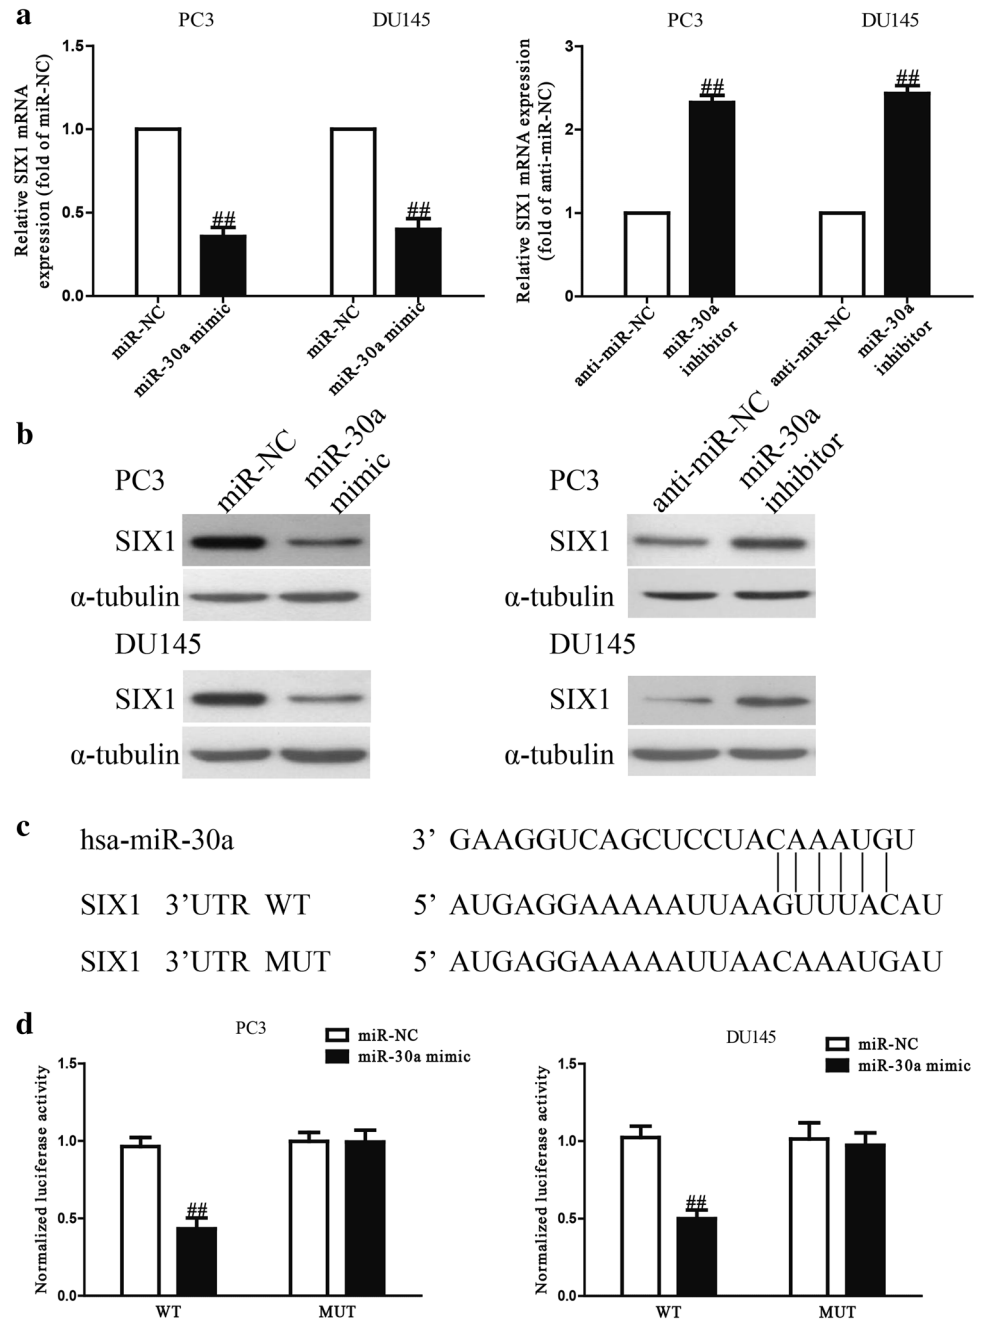 a
PC3
DU145
Relative SIX1 mRNA
expression (fold of miR-NC)
1.5
1.0
0.5
0.0
##
##
miR-NC
miR-30a mimic
miR-NC
miR-30a mimic
PC3
DU145
Relative SIX1 mRNA expression
(fold of anti-miR-NC)
3
2
1
0
##
##
anti-miR-NC
miR-30a
inhibitor
anti-miR-NC
miR-30a
inhibitor
b
PC3
miR-NC
miR-30a
mimic
SIX1
α-tubulin
DU145
SIX1
α-tubulin
PC3
anti-miR-NC
miR-30a
inhibitor
SIX1
α-tubulin
DU145
SIX1
α-tubulin
c
hsa-miR-30a 3’ GAAGGUCAGCUCCUACAAAUGU
SIX1 3’UTR WT 5’ AUGAGGAAAAAUUAAGUUUACAU
SIX1 3’UTR MUT 5’ AUGAGGAAAAAUUAACAAAUGAU
d
PC3
miR-NC
miR-30a mimic
Normalized luciferase activity
1.5
1.0
0.5
0.0
##
WT
MUT
DU145
miR-NC
miR-30a mimic
Normalized luciferase activity
1.5
1.0
0.5
0.0
##
WT
MUT